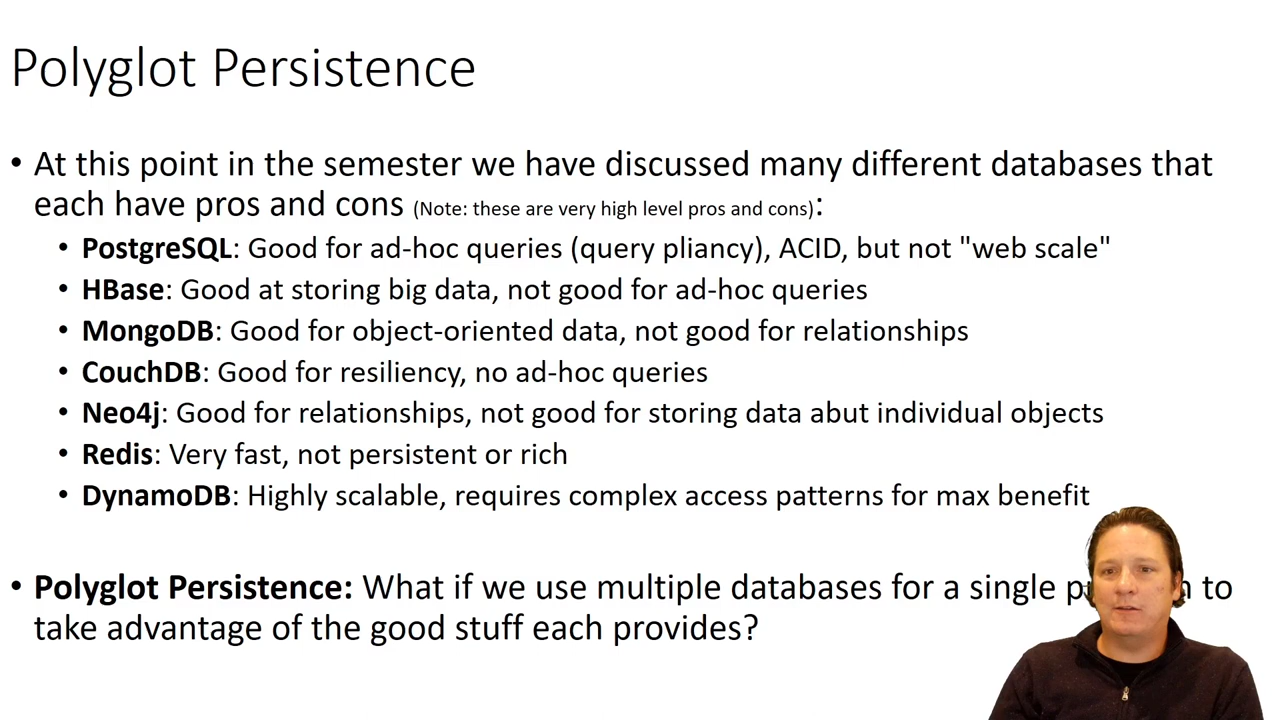 Polyglot Persistence
• At this point in the semester we have discussed many different databases that
each have pros and cons (Note: these are very high level pros and cons):
• PostgreSQL: Good for ad-hoc queries (query pliancy), ACID, but not "web scale"
• HBase: Good at storing big data, not good for ad-hoc queries
• MongoDB: Good for object-oriented data, not good for relationships
• CouchDB: Good for resiliency, no ad-hoc queries
• Neo4j: Good for relationships, not good for storing data abut individual objects
• Redis: Very fast, not persistent or rich
• DynamoDB: Highly scalable, requires complex access patterns for max benefit
• Polyglot Persistence: What if we use multiple databases for a single to
take advantage of the good stuff each provides?